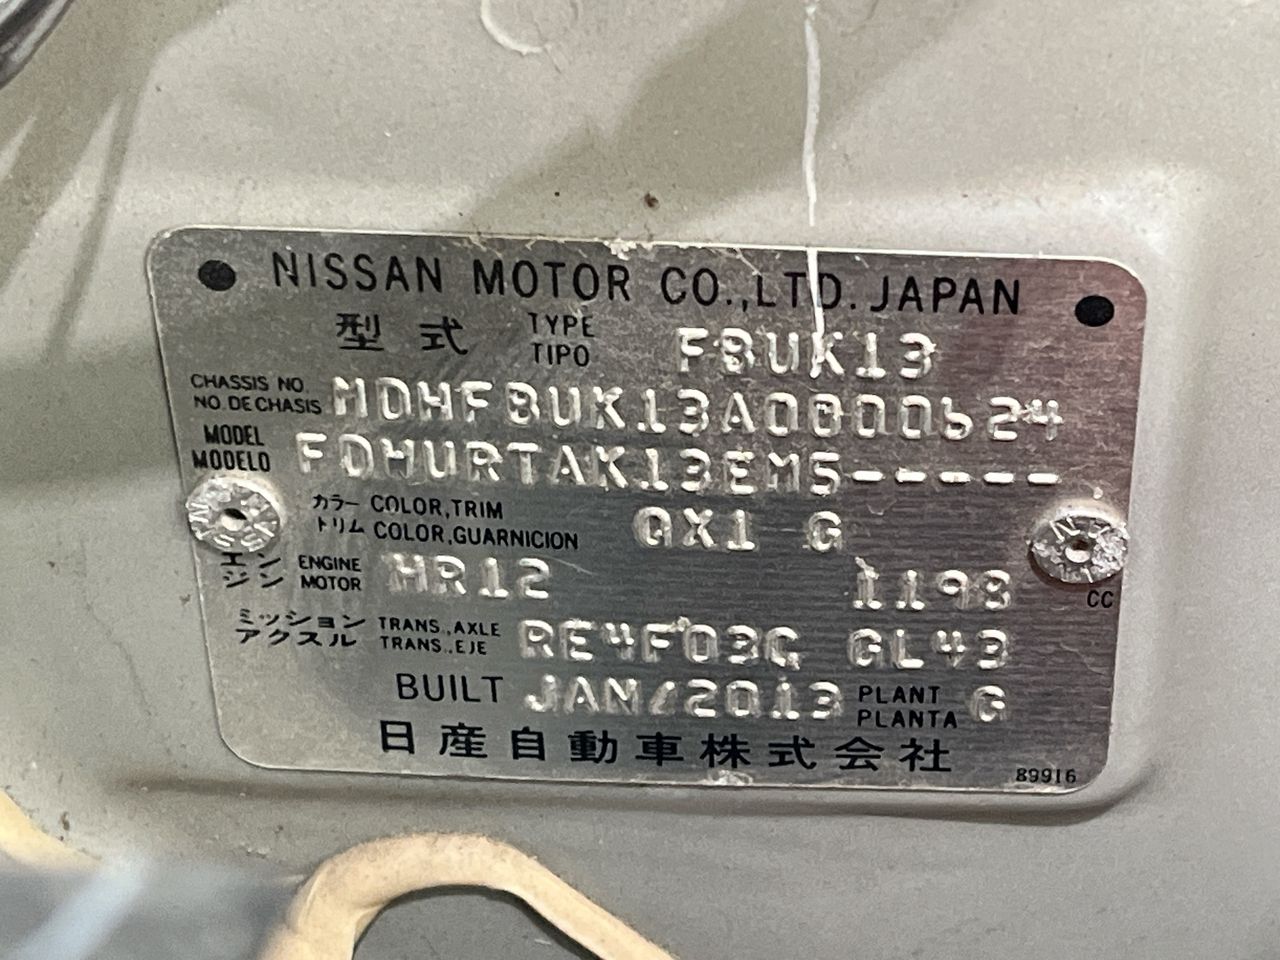 NISSAN MOTOR CO.,LTD. JAPAN
型式 TYPE TIPO FBUK13
CHASSIS NO. NO. DE CHASIS MDHFBUK13A0800624
MODEL MODELO FDHURTAK13EM5-----
カラー COLOR,TRIM
トリム COLOR,GUARNICION QX1 G
エンジン ENGINE MOTOR HR12 1198 CC
ミッション TRANS.,AXLE
アクスル TRANS.,EJE RE4F03C GL43
BUILT JAN/2013 PLANT PLANTA G
日産自動車株式会社
89916